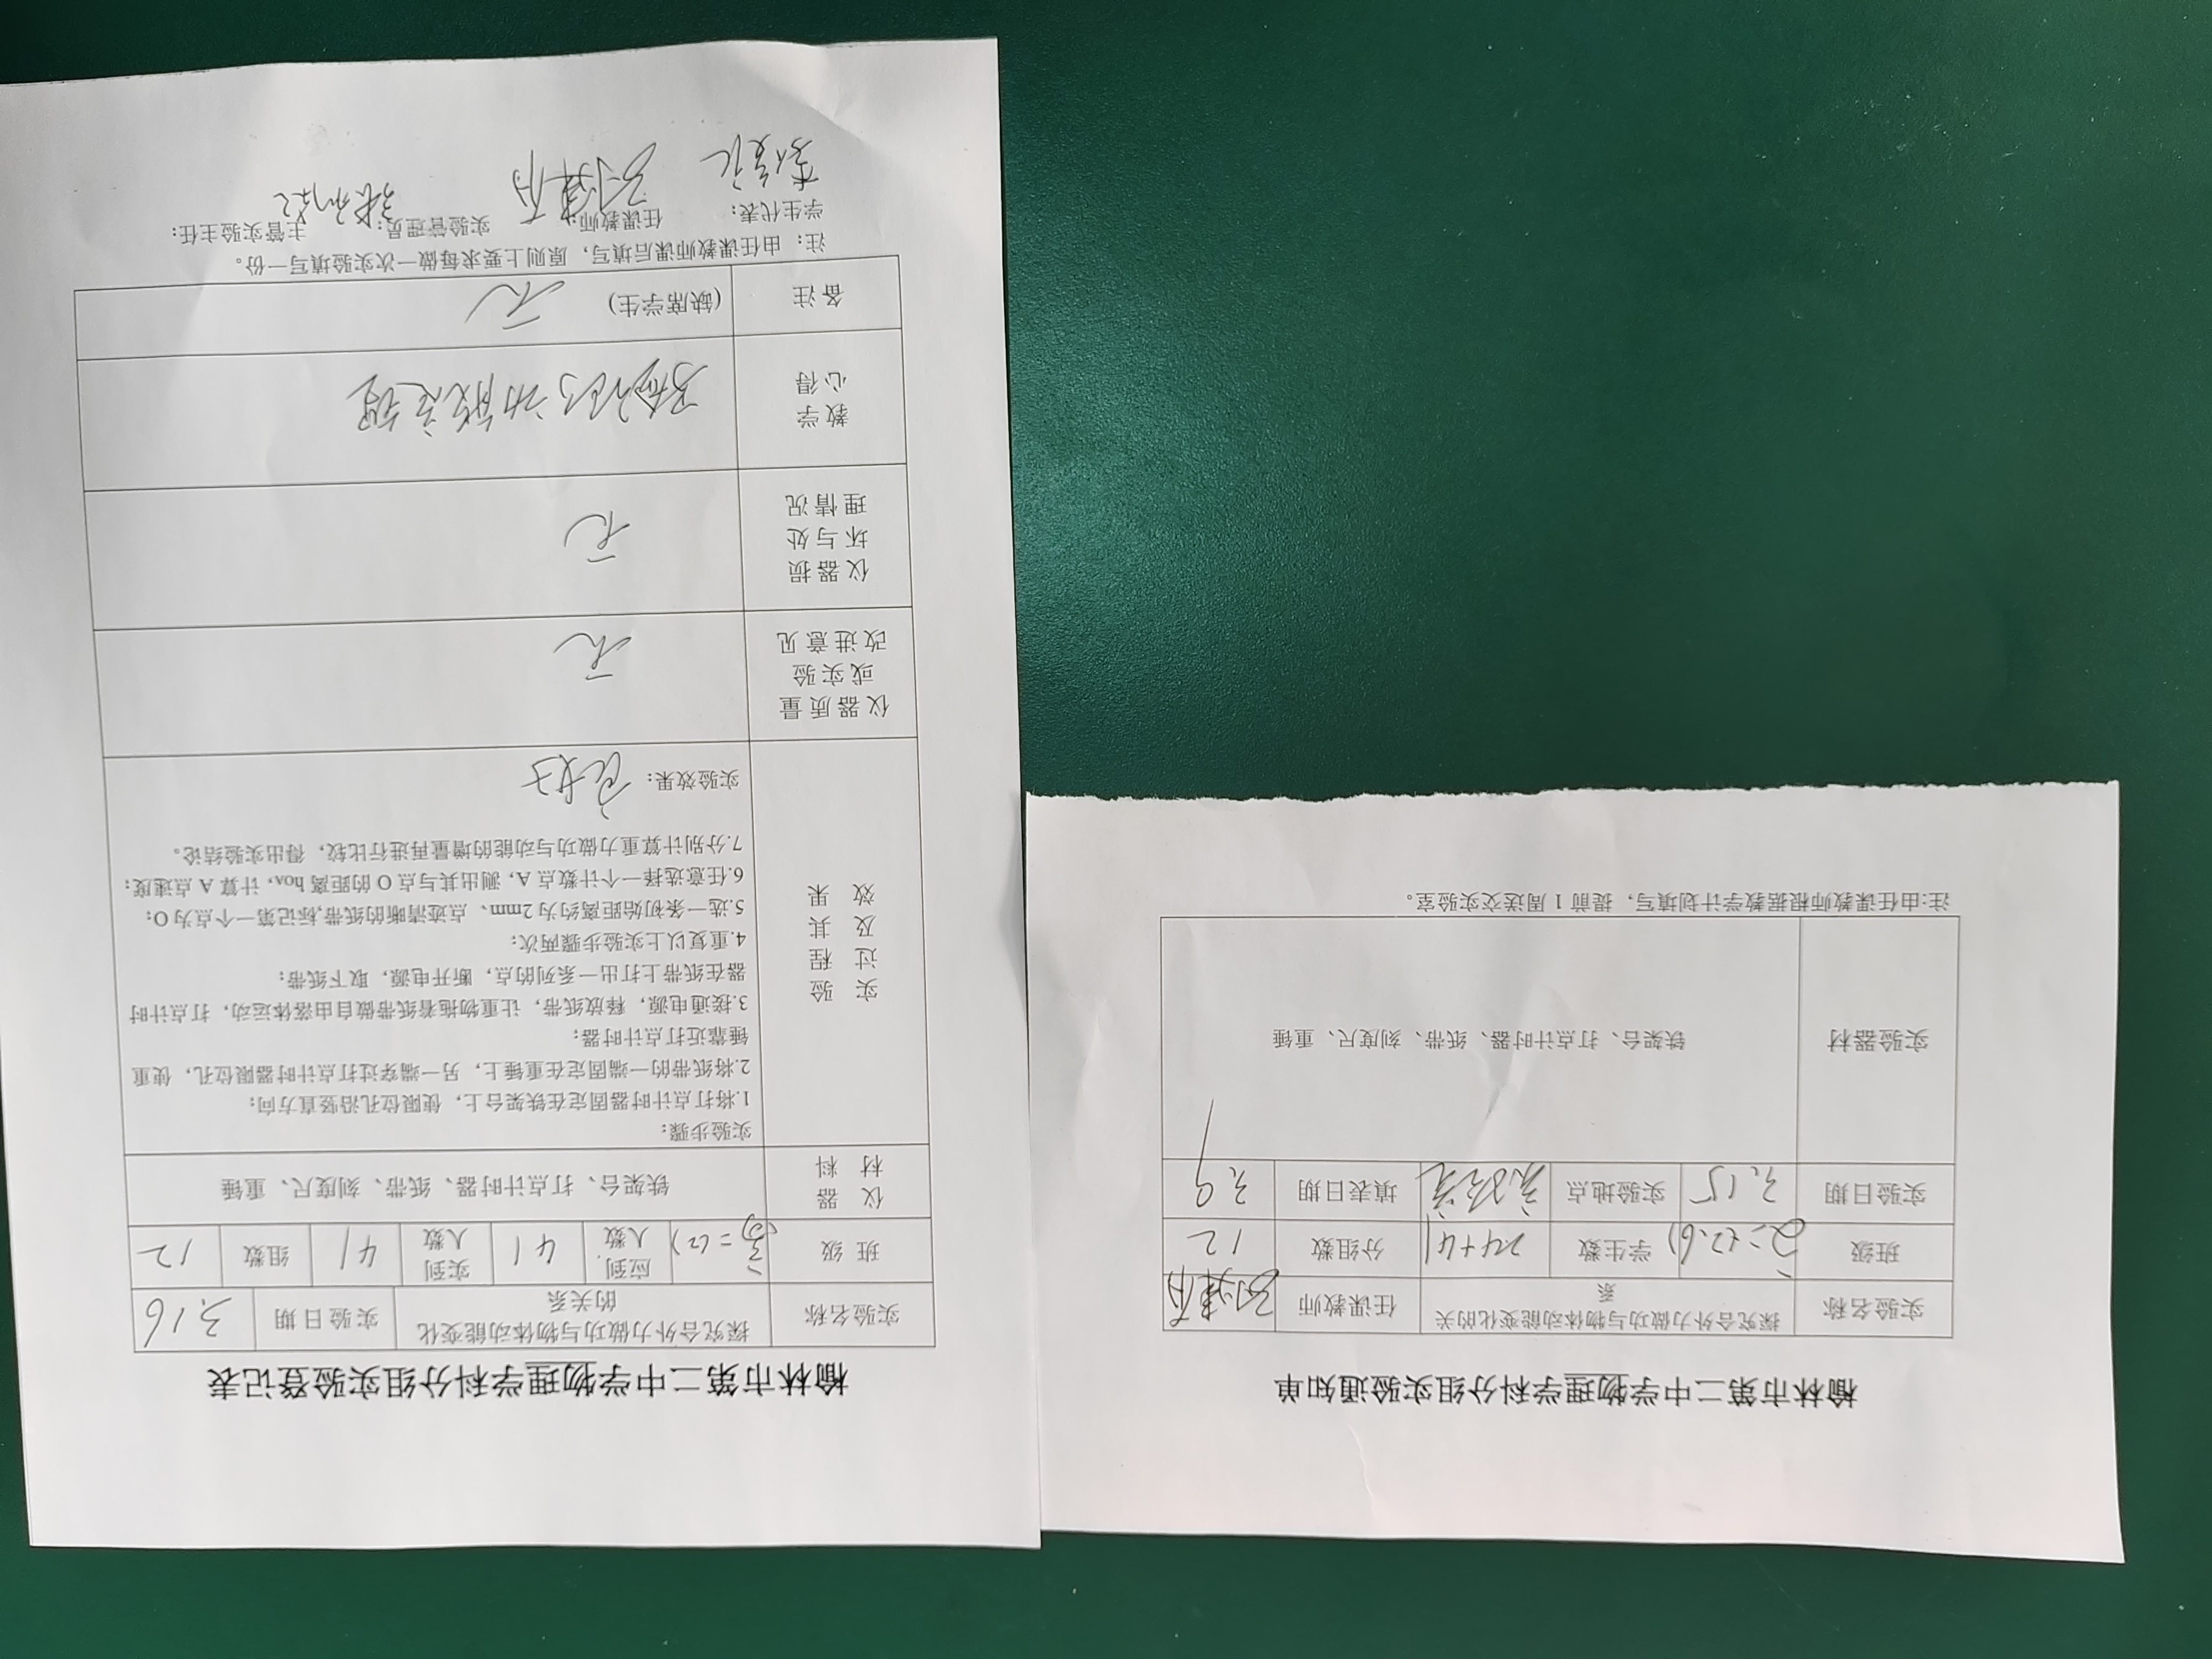 榆林市第二中学物理学科分组实验通知单
实验名称 探究合外力做功与物体动能变化的关系 任课教师
班级 学生数 24+41 分组数 12
实验日期 3.15 实验地点 实验室 填表日期 3.9
实验器材 铁架台、打点计时器、纸带、刻度尺、重锤
注:由任课教师根据教学计划填写，提前1周送交实验室。
榆林市第二中学物理学科分组实验登记表
实验名称 探究合外力做功与物体动能变化的关系 实验日期 3.16
班级 应到人数 41 实到人数 41 组数 12
仪器材料 铁架台、打点计时器、纸带、刻度尺、重锤
实验过程及其效果
实验步骤：
1.将打点计时器固定在铁架台上，使限位孔沿竖直方向；
2.将纸带的一端固定在重锤上，另一端穿过打点计时器限位孔，使重
锤靠近打点计时器；
3.接通电源，释放纸带，让重物拖着纸带做自由落体运动，打点计时
器在纸带上打出一系列的点，断开电源，取下纸带；
4.重复以上实验步骤两次；
5.选一条初始距离约为2mm、点迹清晰的纸带,标记第一个点为O；
6.任意选择一个计数点A，测出其与点O的距离hOA，计算A点速度；
7.分别计算重力做功与动能的增量再进行比较，得出实验结论。
实验效果：良好
仪器质量或实验改进意见 无
仪器损坏与处理情况 无
教学心得 动能定理
备注 (缺席学生) 无
注：由任课教师课后填写，原则上要求每做一次实验填写一份。
学生代表： 任课教师： 实验管理员： 主管实验主任：